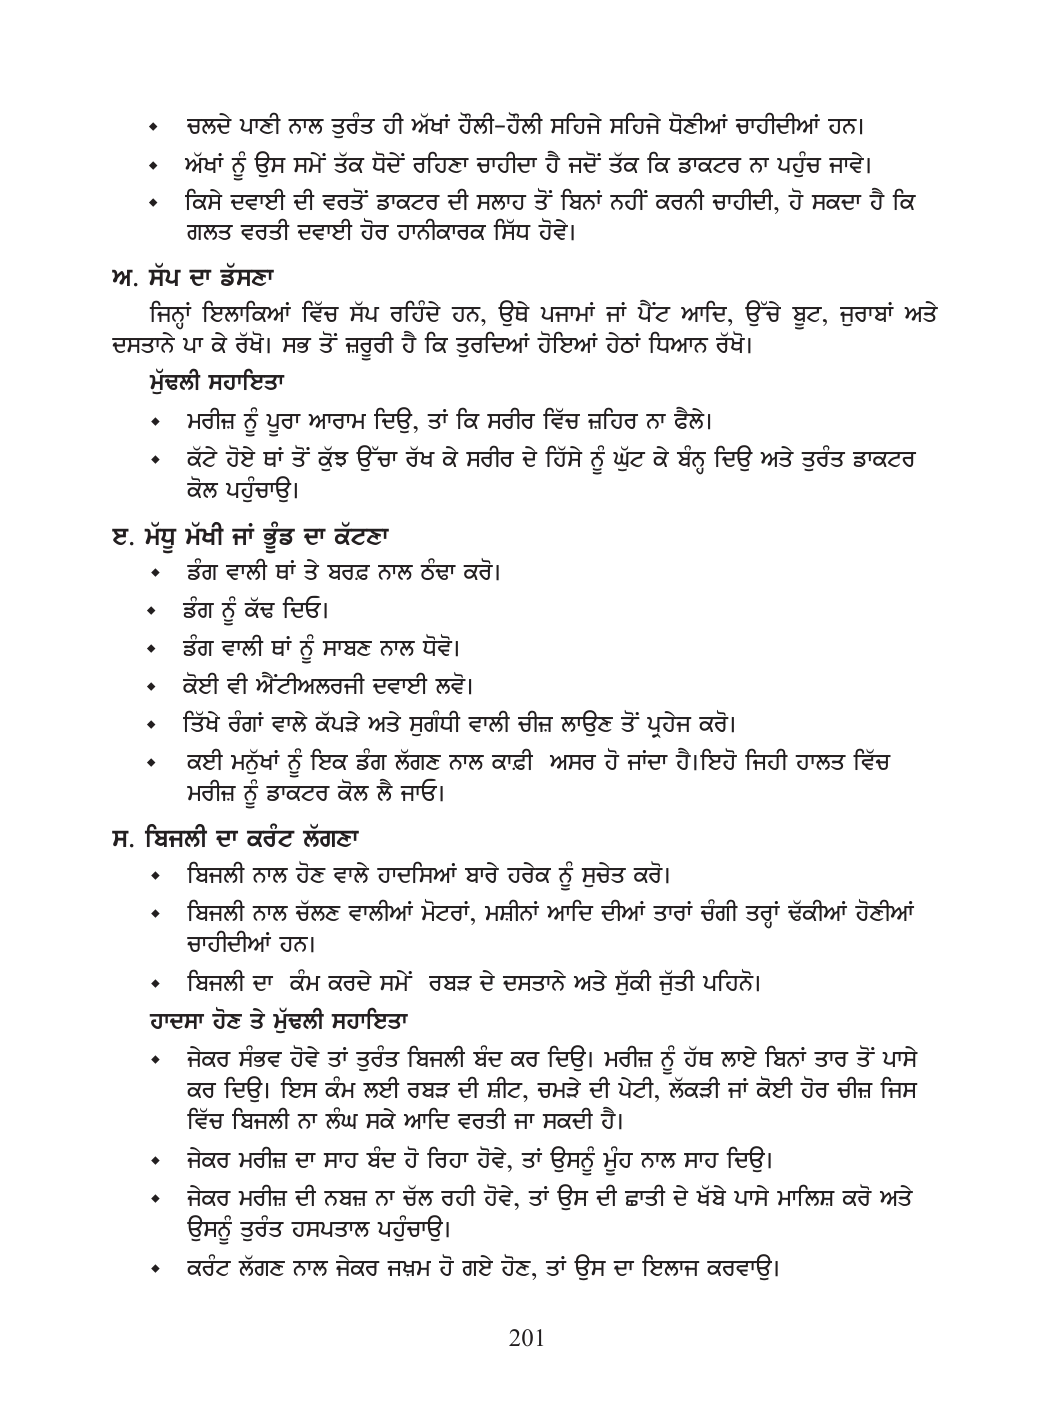 • ਚਲਦੇ ਪਾਣੀ ਨਾਲ ਤੁਰੰਤ ਹੀ ਅੱਖਾਂ ਹੌਲੀ-ਹੌਲੀ ਸਹਿਜੇ ਸਹਿਜੇ ਧੋਣੀਆਂ ਚਾਹੀਦੀਆਂ ਹਨ।
• ਅੱਖਾਂ ਨੂੰ ਉਸ ਸਮੇਂ ਤੱਕ ਧੋਦੇਂ ਰਹਿਣਾ ਚਾਹੀਦਾ ਹੈ ਜਦੋਂ ਤੱਕ ਕਿ ਡਾਕਟਰ ਨਾ ਪਹੁੰਚ ਜਾਵੇ।
• ਕਿਸੇ ਦਵਾਈ ਦੀ ਵਰਤੋਂ ਡਾਕਟਰ ਦੀ ਸਲਾਹ ਤੋਂ ਬਿਨਾਂ ਨਹੀਂ ਕਰਨੀ ਚਾਹੀਦੀ, ਹੋ ਸਕਦਾ ਹੈ ਕਿ
ਗਲਤ ਵਰਤੀ ਦਵਾਈ ਹੋਰ ਹਾਨੀਕਾਰਕ ਸਿੱਧ ਹੋਵੇ।
ਅ. ਸੱਪ ਦਾ ਡੱਸਣਾ
ਜਿਨ੍ਹਾਂ ਇਲਾਕਿਆਂ ਵਿੱਚ ਸੱਪ ਰਹਿੰਦੇ ਹਨ, ਉਥੇ ਪਜਾਮਾਂ ਜਾਂ ਪੈਂਟ ਆਦਿ, ਉੱਚੇ ਬੂਟ, ਜੁਰਾਬਾਂ ਅਤੇ
ਦਸਤਾਨੇ ਪਾ ਕੇ ਰੱਖੋ। ਸਭ ਤੋਂ ਜ਼ਰੂਰੀ ਹੈ ਕਿ ਤੁਰਦਿਆਂ ਹੋਇਆਂ ਹੇਠਾਂ ਧਿਆਨ ਰੱਖੋ।
ਮੁੱਢਲੀ ਸਹਾਇਤਾ
• ਮਰੀਜ਼ ਨੂੰ ਪੂਰਾ ਆਰਾਮ ਦਿਉ, ਤਾਂ ਕਿ ਸਰੀਰ ਵਿੱਚ ਜ਼ਹਿਰ ਨਾ ਫੈਲੇ।
• ਕੱਟੇ ਹੋਏ ਥਾਂ ਤੋਂ ਕੁੱਝ ਉੱਚਾ ਰੱਖ ਕੇ ਸਰੀਰ ਦੇ ਹਿੱਸੇ ਨੂੰ ਘੁੱਟ ਕੇ ਬੰਨ੍ਹ ਦਿਉ ਅਤੇ ਤੁਰੰਤ ਡਾਕਟਰ
ਕੋਲ ਪਹੁੰਚਾਉ।
ੲ. ਮੱਧੂ ਮੱਖੀ ਜਾਂ ਭੂੰਡ ਦਾ ਕੱਟਣਾ
• ਡੰਗ ਵਾਲੀ ਥਾਂ ਤੇ ਬਰਫ਼ ਨਾਲ ਠੰਢਾ ਕਰੋ।
• ਡੰਗ ਨੂੰ ਕੱਢ ਦਿਓ।
• ਡੰਗ ਵਾਲੀ ਥਾਂ ਨੂੰ ਸਾਬਣ ਨਾਲ ਧੋਵੋ।
• ਕੋਈ ਵੀ ਐਂਟੀਅਲਰਜੀ ਦਵਾਈ ਲਵੋ।
• ਤਿੱਖੇ ਰੰਗਾਂ ਵਾਲੇ ਕੱਪੜੇ ਅਤੇ ਸੁਗੰਧੀ ਵਾਲੀ ਚੀਜ਼ ਲਾਉਣ ਤੋਂ ਪ੍ਰਹੇਜ ਕਰੋ।
• ਕਈ ਮਨੁੱਖਾਂ ਨੂੰ ਇਕ ਡੰਗ ਲੱਗਣ ਨਾਲ ਕਾਫ਼ੀ ਅਸਰ ਹੋ ਜਾਂਦਾ ਹੈ।ਇਹੋ ਜਿਹੀ ਹਾਲਤ ਵਿੱਚ
ਮਰੀਜ਼ ਨੂੰ ਡਾਕਟਰ ਕੋਲ ਲੈ ਜਾਓ।
ਸ. ਬਿਜਲੀ ਦਾ ਕਰੰਟ ਲੱਗਣਾ
• ਬਿਜਲੀ ਨਾਲ ਹੋਣ ਵਾਲੇ ਹਾਦਸਿਆਂ ਬਾਰੇ ਹਰੇਕ ਨੂੰ ਸੁਚੇਤ ਕਰੋ।
• ਬਿਜਲੀ ਨਾਲ ਚੱਲਣ ਵਾਲੀਆਂ ਮੋਟਰਾਂ, ਮਸ਼ੀਨਾਂ ਆਦਿ ਦੀਆਂ ਤਾਰਾਂ ਚੰਗੀ ਤਰ੍ਹਾਂ ਢੱਕੀਆਂ ਹੋਣੀਆਂ
ਚਾਹੀਦੀਆਂ ਹਨ।
• ਬਿਜਲੀ ਦਾ ਕੰਮ ਕਰਦੇ ਸਮੇਂ ਰਬੜ ਦੇ ਦਸਤਾਨੇ ਅਤੇ ਸੁੱਕੀ ਜੁੱਤੀ ਪਹਿਨੋ।
ਹਾਦਸਾ ਹੋਣ ਤੇ ਮੁੱਢਲੀ ਸਹਾਇਤਾ
• ਜੇਕਰ ਸੰਭਵ ਹੋਵੇ ਤਾਂ ਤੁਰੰਤ ਬਿਜਲੀ ਬੰਦ ਕਰ ਦਿਉ। ਮਰੀਜ਼ ਨੂੰ ਹੱਥ ਲਾਏ ਬਿਨਾਂ ਤਾਰ ਤੋਂ ਪਾਸੇ
ਕਰ ਦਿਉ। ਇਸ ਕੰਮ ਲਈ ਰਬੜ ਦੀ ਸ਼ੀਟ, ਚਮੜੇ ਦੀ ਪੇਟੀ, ਲੱਕੜੀ ਜਾਂ ਕੋਈ ਹੋਰ ਚੀਜ਼ ਜਿਸ
ਵਿੱਚ ਬਿਜਲੀ ਨਾ ਲੰਘ ਸਕੇ ਆਦਿ ਵਰਤੀ ਜਾ ਸਕਦੀ ਹੈ।
• ਜੇਕਰ ਮਰੀਜ਼ ਦਾ ਸਾਹ ਬੰਦ ਹੋ ਰਿਹਾ ਹੋਵੇ, ਤਾਂ ਉਸਨੂੰ ਮੂੰਹ ਨਾਲ ਸਾਹ ਦਿਉ।
• ਜੇਕਰ ਮਰੀਜ਼ ਦੀ ਨਬਜ਼ ਨਾ ਚੱਲ ਰਹੀ ਹੋਵੇ, ਤਾਂ ਉਸ ਦੀ ਛਾਤੀ ਦੇ ਖੱਬੇ ਪਾਸੇ ਮਾਲਿਸ਼ ਕਰੋ ਅਤੇ
ਉਸਨੂੰ ਤੁਰੰਤ ਹਸਪਤਾਲ ਪਹੁੰਚਾਉ।
• ਕਰੰਟ ਲੱਗਣ ਨਾਲ ਜੇਕਰ ਜਖ਼ਮ ਹੋ ਗਏ ਹੋਣ, ਤਾਂ ਉਸ ਦਾ ਇਲਾਜ ਕਰਵਾਉ।
201